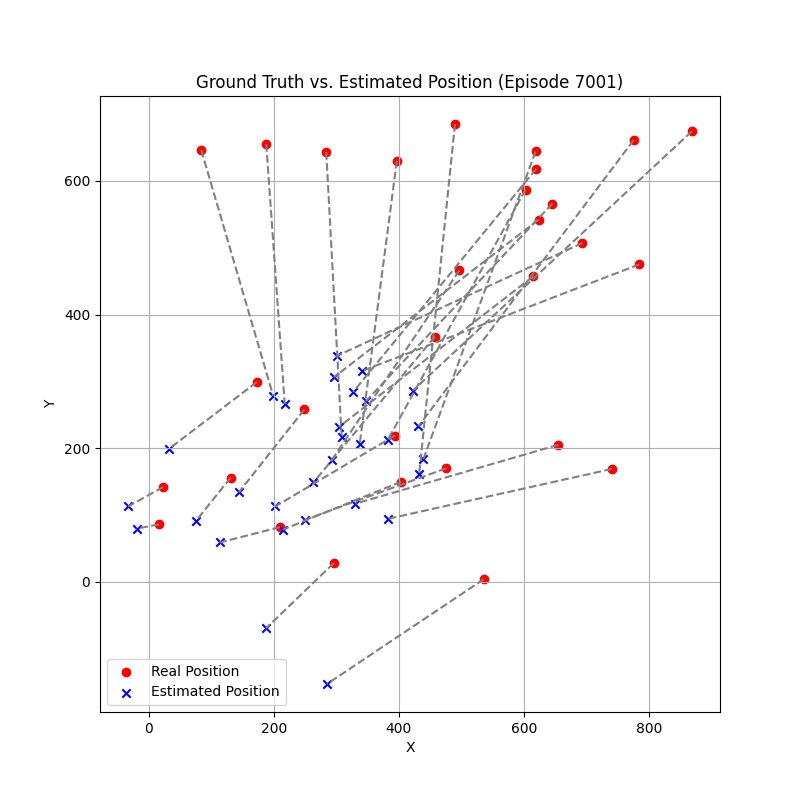 Ground Truth vs. Estimated Position (Episode 7001)
600
400
200
0
Y
0 200 400 600 800
X
Real Position
Estimated Position